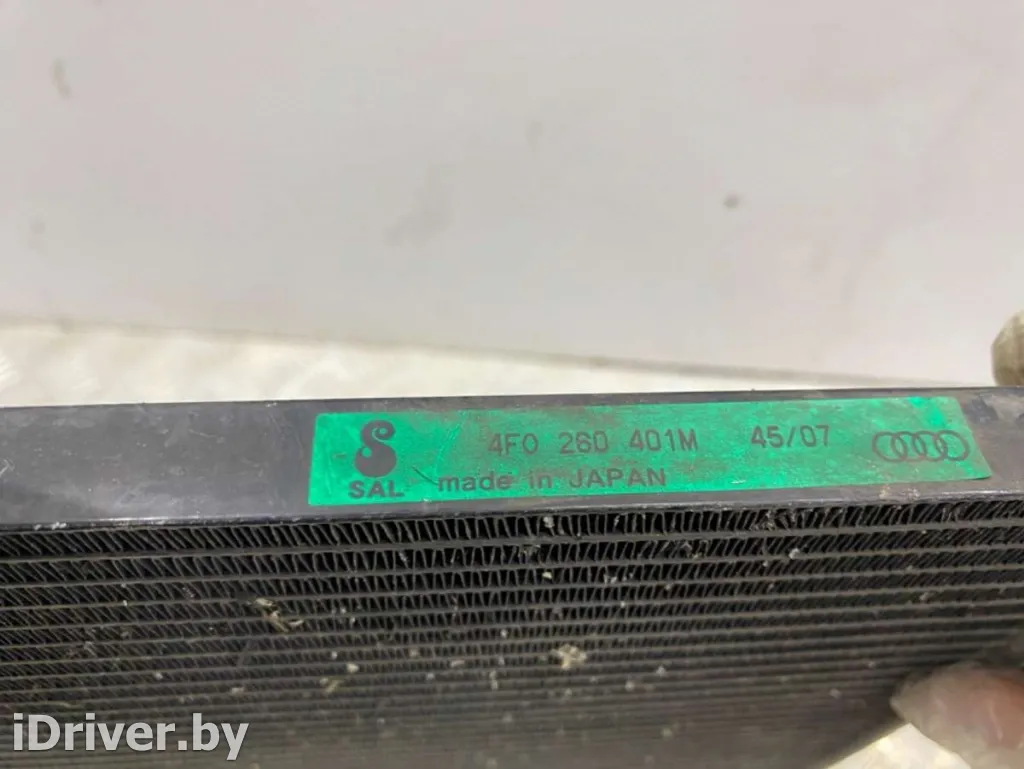 4F0 260 401M 45/07
SAL made in JAPAN
iDriver.by